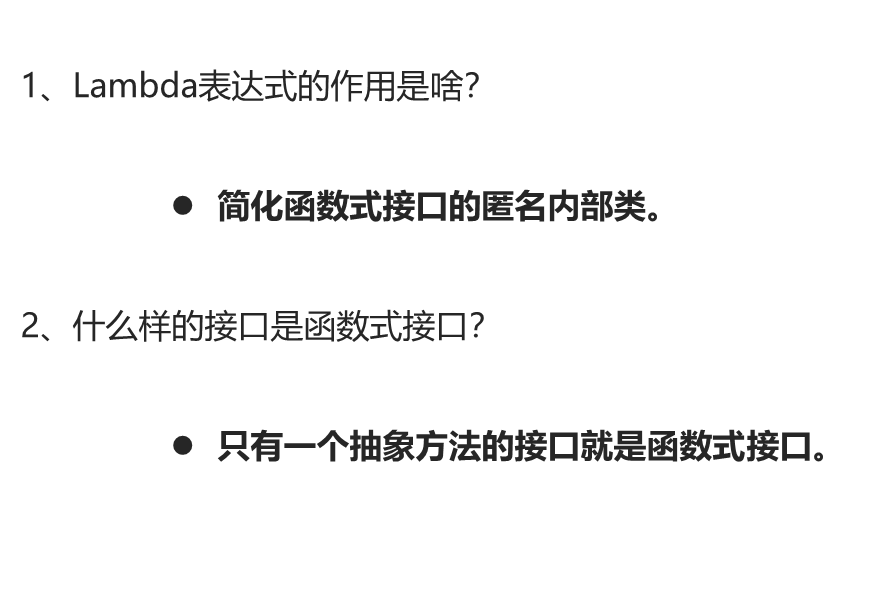 1、Lambda表达式的作用是啥?
● 简化函数式接口的匿名内部类。
2、什么样的接口是函数式接口?
● 只有一个抽象方法的接口就是函数式接口。